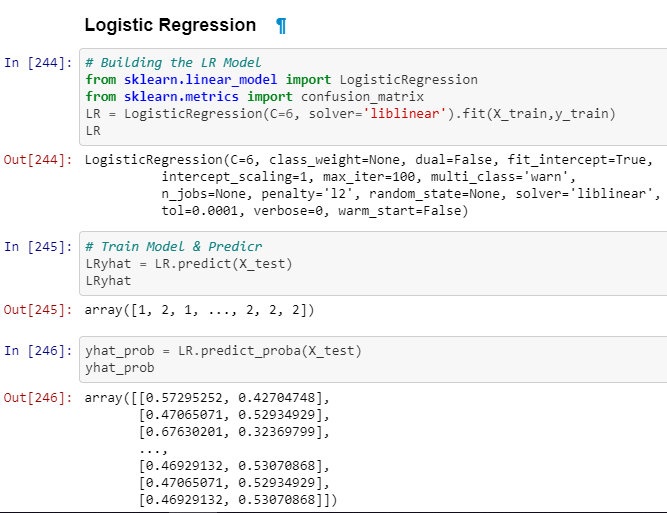 Logistic Regression ¶
In [244]: # Building the LR Model
from sklearn.linear_model import LogisticRegression
from sklearn.metrics import confusion_matrix
LR = LogisticRegression(C=6, solver='liblinear').fit(X_train,y_train)
LR
Out[244]: LogisticRegression(C=6, class_weight=None, dual=False, fit_intercept=True,
intercept_scaling=1, max_iter=100, multi_class='warn',
n_jobs=None, penalty='l2', random_state=None, solver='liblinear',
tol=0.0001, verbose=0, warm_start=False)
In [245]: # Train Model & Predicr
LRyhat = LR.predict(X_test)
LRyhat
Out[245]: array([1, 2, 1, ..., 2, 2, 2])
In [246]: yhat_prob = LR.predict_proba(X_test)
yhat_prob
Out[246]: array([[0.57295252, 0.42704748],
[0.47065071, 0.52934929],
[0.67630201, 0.32369799],
...,
[0.46929132, 0.53070868],
[0.47065071, 0.52934929],
[0.46929132, 0.53070868]])